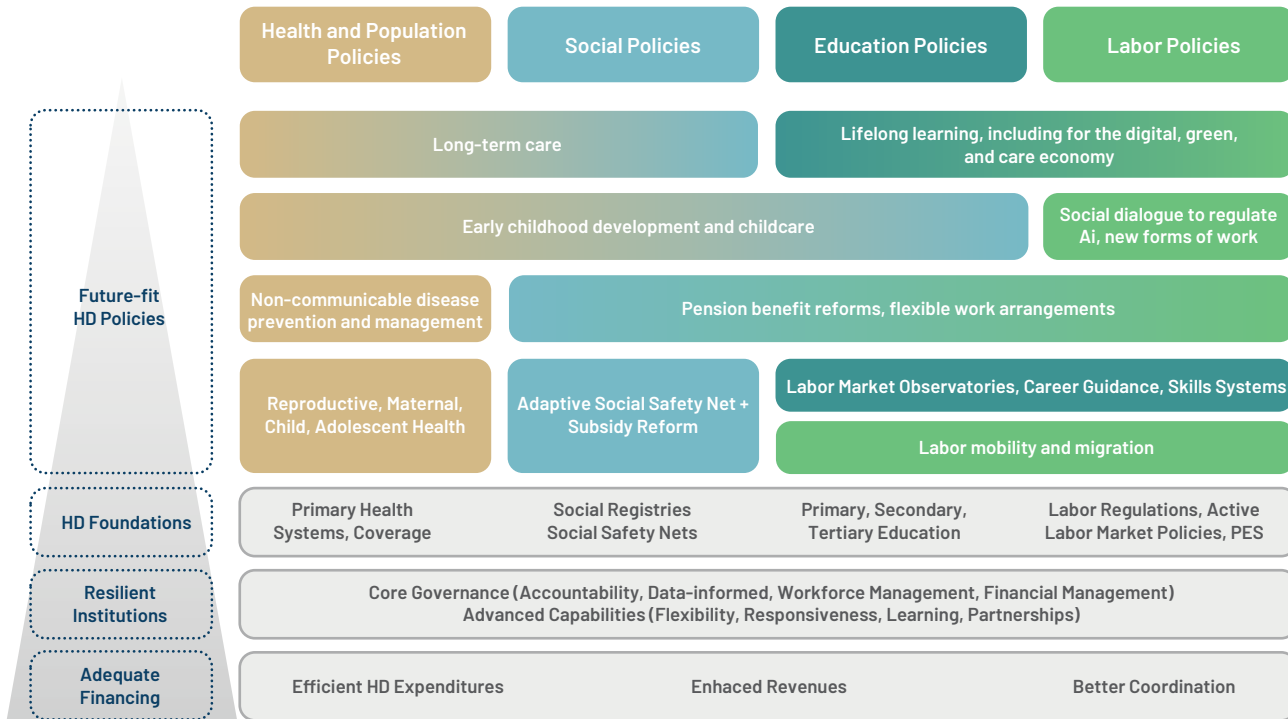 Health and Population
Policies
Social Policies
Education Policies
Labor Policies
Long-term care
Lifelong learning, including for the digital, green,
and care economy
Early childhood development and childcare
Social dialogue to regulate
Ai, new forms of work
Future-fit
HD Policies
Non-communicable disease
prevention and management
Pension benefit reforms, flexible work arrangements
Reproductive, Maternal,
Child, Adolescent Health
Adaptive Social Safety Net +
Subsidy Reform
Labor Market Observatories, Career Guidance, Skills Systems
Labor mobility and migration
HD Foundations
Primary Health
Systems, Coverage
Social Registries
Social Safety Nets
Primary, Secondary,
Tertiary Education
Labor Regulations, Active
Labor Market Policies, PES
Resilient
Institutions
Core Governance (Accountability, Data-informed, Workforce Management, Financial Management)
Advanced Capabilities (Flexibility, Responsiveness, Learning, Partnerships)
Adequate
Financing
Efficient HD Expenditures
Enhaced Revenues
Better Coordination